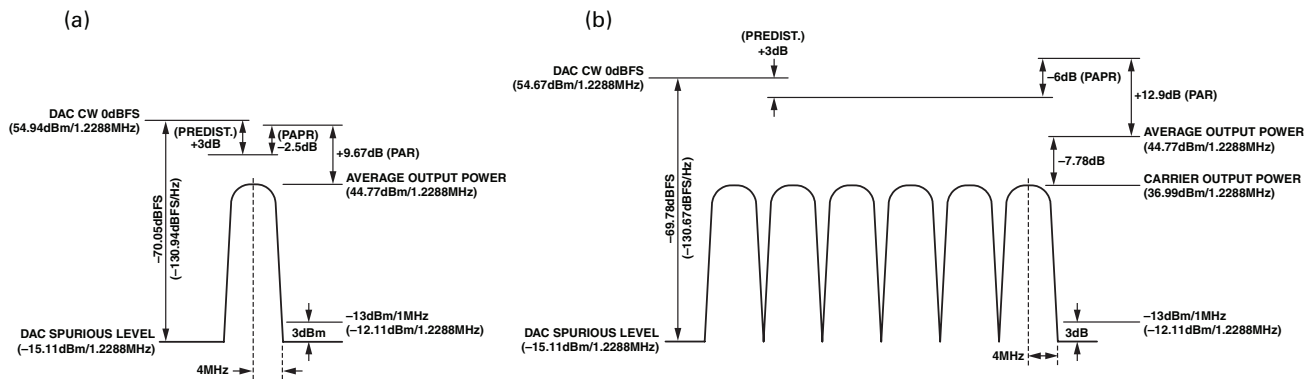 (a)
DAC CW 0dBFS
(54.94dBm/1.2288MHz)
(PREDIST.)
+3dB
(PAPR)
–2.5dB
+9.67dB (PAR)
AVERAGE OUTPUT POWER
(44.77dBm/1.2288MHz)
–70.05dBFS
(–130.94dBFS/Hz)
–13dBm/1MHz
(–12.11dBm/1.2288MHz)
3dBm
DAC SPURIOUS LEVEL
(–15.11dBm/1.2288MHz)
4MHz
(b)
(PREDIST.)
+3dB
DAC CW 0dBFS
(54.67dBm/1.2288MHz)
–6dB (PAPR)
+12.9dB (PAR)
AVERAGE OUTPUT POWER
(44.77dBm/1.2288MHz)
–7.78dB
CARRIER OUTPUT POWER
(36.99dBm/1.2288MHz)
–69.78dBFS
(–130.67dBFS/Hz)
–13dBm/1MHz
(–12.11dBm/1.2288MHz)
3dB
DAC SPURIOUS LEVEL
(–15.11dBm/1.2288MHz)
4MHz